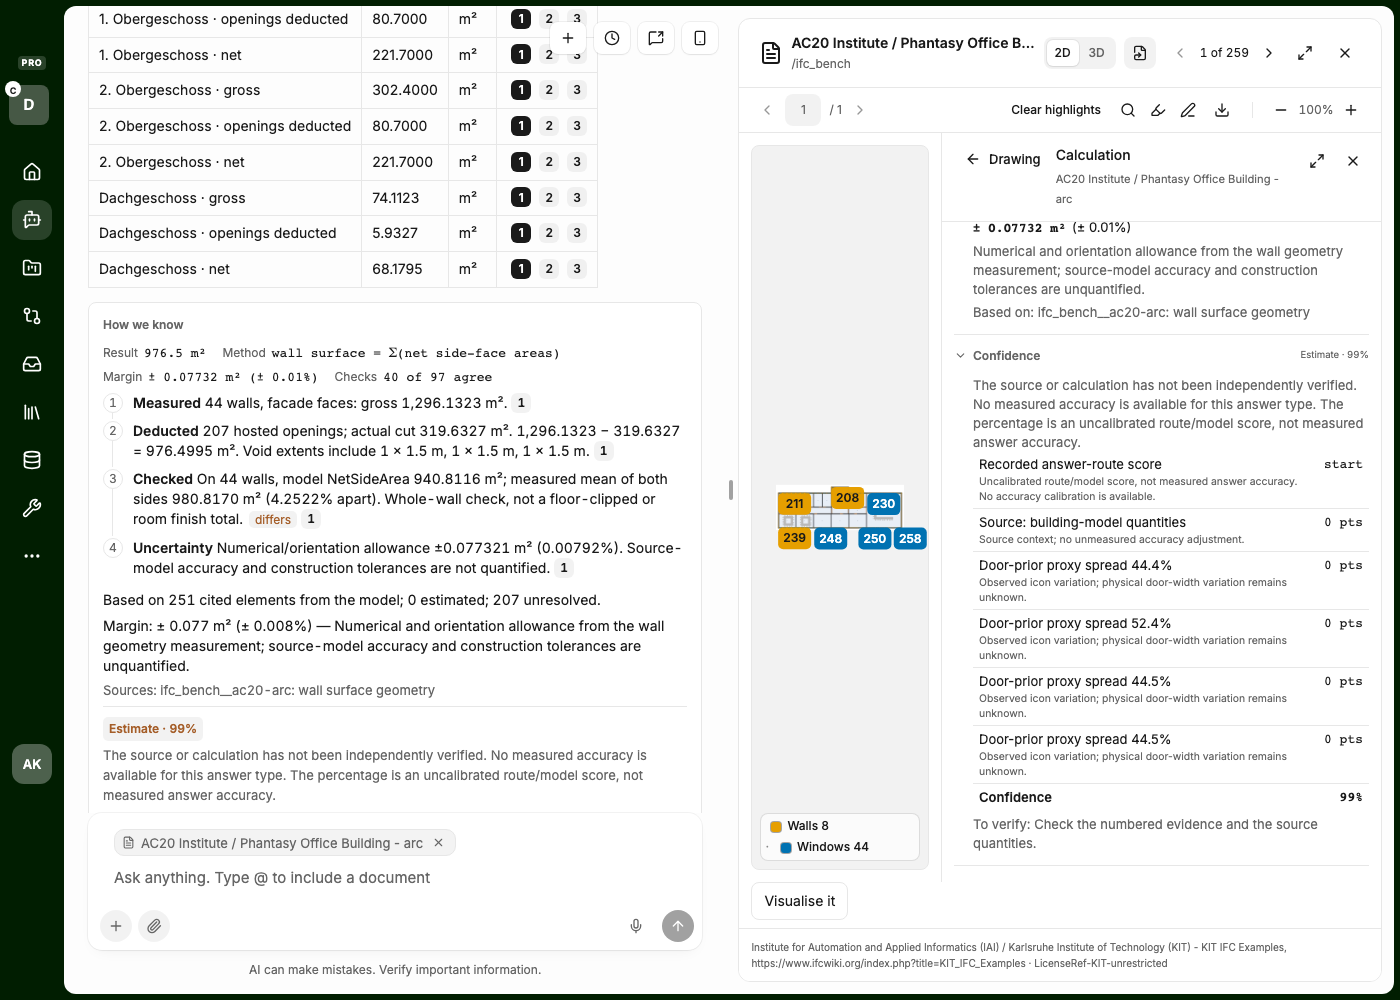 PRO
C
D
AK
1. Obergeschoss · openings deducted 80.7000 m² 1 2 3
1. Obergeschoss · net 221.7000 m² 1 2 3
2. Obergeschoss · gross 302.4000 m² 1 2 3
2. Obergeschoss · openings deducted 80.7000 m² 1 2 3
2. Obergeschoss · net 221.7000 m² 1 2 3
Dachgeschoss · gross 74.1123 m² 1 2 3
Dachgeschoss · openings deducted 5.9327 m² 1 2 3
Dachgeschoss · net 68.1795 m² 1 2 3
How we know
Result 976.5 m² Method wall surface = Σ(net side-face areas)
Margin ± 0.07732 m² (± 0.01%) Checks 40 of 97 agree
1 Measured 44 walls, facade faces: gross 1,296.1323 m². 1
2 Deducted 207 hosted openings; actual cut 319.6327 m². 1,296.1323 − 319.6327
= 976.4995 m². Void extents include 1 × 1.5 m, 1 × 1.5 m, 1 × 1.5 m. 1
3 Checked On 44 walls, model NetSideArea 940.8116 m²; measured mean of both
sides 980.8170 m² (4.2522% apart). Whole-wall check, not a floor-clipped or
room finish total. differs 1
4 Uncertainty Numerical/orientation allowance ±0.077321 m² (0.00792%). Source-
model accuracy and construction tolerances are not quantified. 1
Based on 251 cited elements from the model; 0 estimated; 207 unresolved.
Margin: ± 0.077 m² (± 0.008%) — Numerical and orientation allowance from the wall
geometry measurement; source-model accuracy and construction tolerances are
unquantified.
Sources: ifc_bench__ac20-arc: wall surface geometry
Estimate · 99%
The source or calculation has not been independently verified. No measured accuracy is
available for this answer type. The percentage is an uncalibrated route/model score, not
measured answer accuracy.
AC20 Institute / Phantasy Office Building - arc ×
Ask anything. Type @ to include a document
AI can make mistakes. Verify important information.
AC20 Institute / Phantasy Office B...
/ifc_bench
2D 3D
1 of 259
1 / 1
Clear highlights
100%
211 208 230
239 248 250 258
Walls 8
Windows 44
Drawing
Calculation
AC20 Institute / Phantasy Office Building -
arc
± 0.07732 m² (± 0.01%)
Numerical and orientation allowance from the wall geometry
measurement; source-model accuracy and construction
tolerances are unquantified.
Based on: ifc_bench__ac20-arc: wall surface geometry
Confidence Estimate · 99%
The source or calculation has not been independently verified.
No measured accuracy is available for this answer type. The
percentage is an uncalibrated route/model score, not measured
answer accuracy.
Recorded answer-route score start
Uncalibrated route/model score, not measured answer accuracy.
No accuracy calibration is available.
Source: building-model quantities 0 pts
Source context; no unmeasured accuracy adjustment.
Door-prior proxy spread 44.4% 0 pts
Observed icon variation; physical door-width variation remains
unknown.
Door-prior proxy spread 52.4% 0 pts
Observed icon variation; physical door-width variation remains
unknown.
Door-prior proxy spread 44.5% 0 pts
Observed icon variation; physical door-width variation remains
unknown.
Door-prior proxy spread 44.5% 0 pts
Observed icon variation; physical door-width variation remains
unknown.
Confidence 99%
To verify: Check the numbered evidence and the source
quantities.
Visualise it
Institute for Automation and Applied Informatics (IAI) / Karlsruhe Institute of Technology (KIT) - KIT IFC Examples,
https://www.ifcwiki.org/index.php?title=KIT_IFC_Examples · LicenseRef-KIT-unrestricted